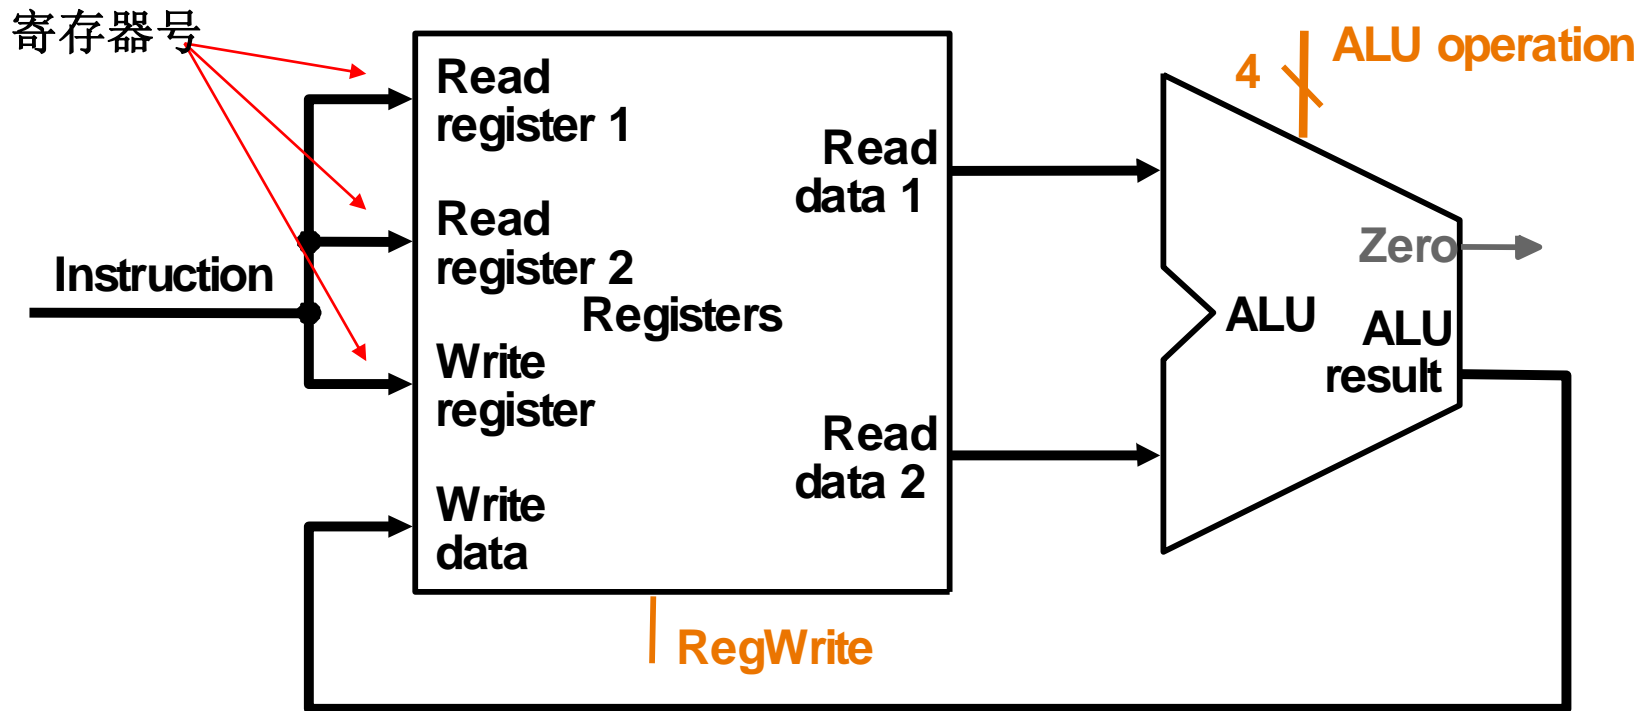 寄存器号
Read
register 1
Read
register 2
Write
register
Write
data
Instruction
Registers
Read
data 1
Read
data 2
RegWrite
4
ALU operation
Zero
ALU
ALU
result